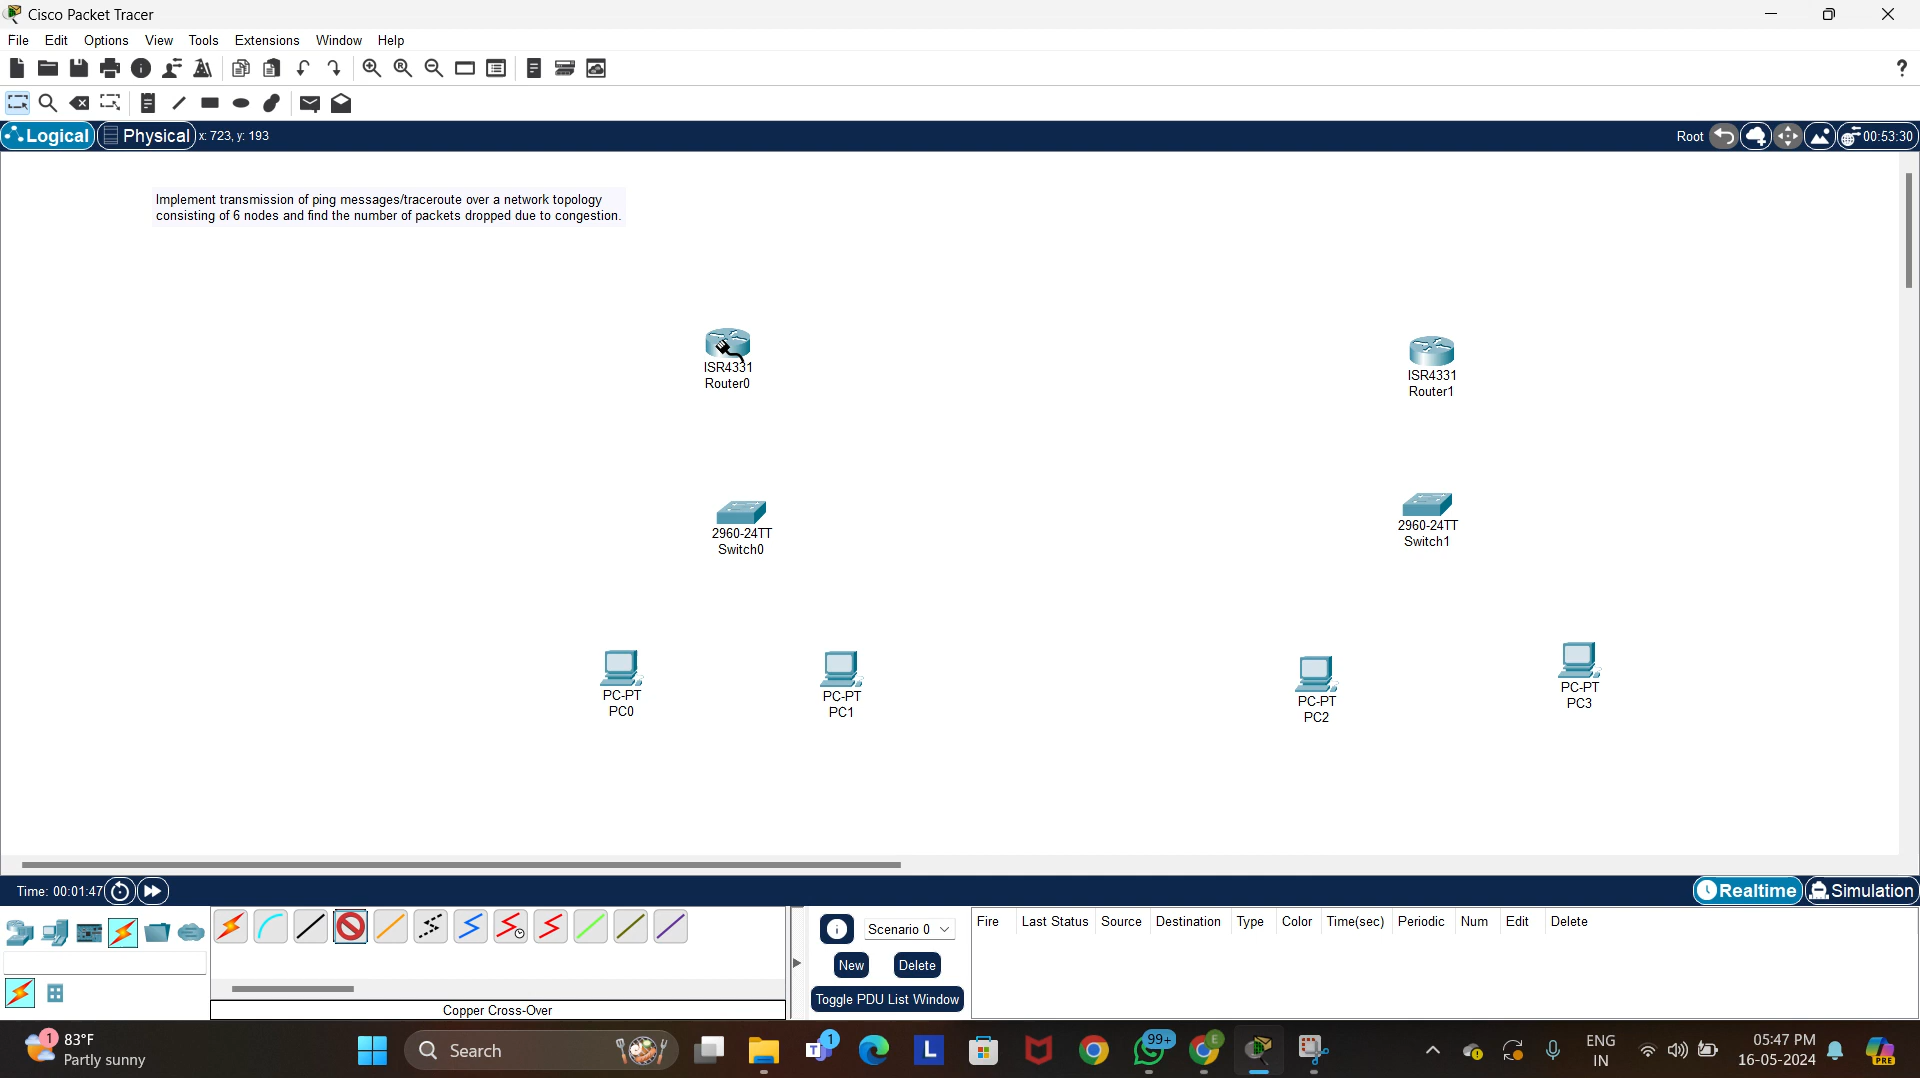 Cisco Packet Tracer
File Edit Options View Tools Extensions Window Help
?
Logical Physical x: 723, y: 193 Root 00:53:30
Implement transmission of ping messages/traceroute over a network topology
consisting of 6 nodes and find the number of packets dropped due to congestion.
ISR4331
Router0
ISR4331
Router1
2960-24TT
Switch0
2960-24TT
Switch1
PC-PT
PC0
PC-PT
PC1
PC-PT
PC2
PC-PT
PC3
Time: 00:01:47 Realtime Simulation
Scenario 0
New Delete
Toggle PDU List Window
Fire Last Status Source Destination Type Color Time(sec) Periodic Num Edit Delete
Copper Cross-Over
1
83°F
Partly sunny
Search
1
L
99+
E
ENG
IN
05:47 PM
16-05-2024
PRE